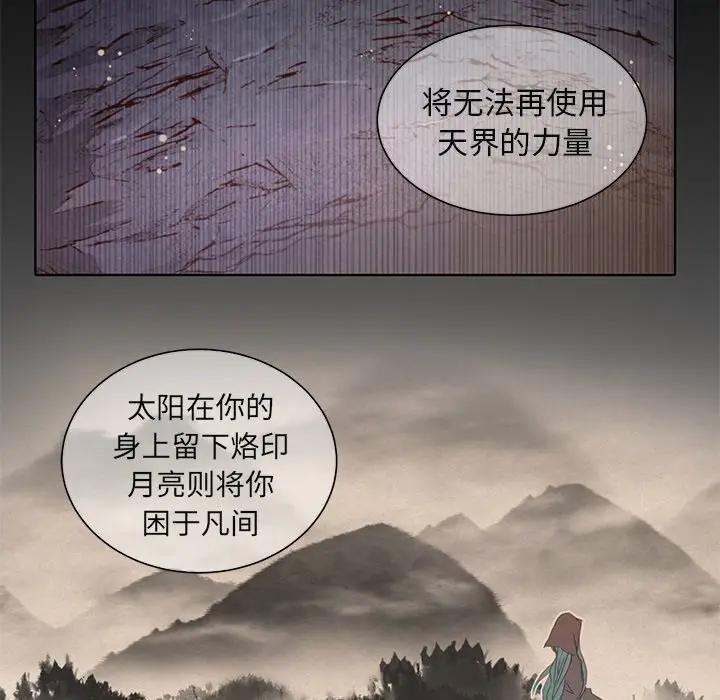 将无法再使用
天界的力量
太阳在你的
身上留下烙印
月亮则将你
困于凡间